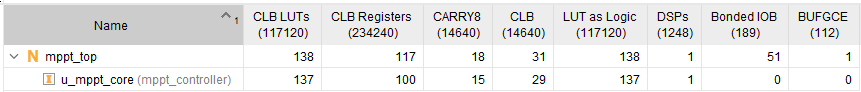 Name 1 CLB LUTs (117120) CLB Registers (234240) CARRY8 (14640) CLB (14640) LUT as Logic (117120) DSPs (1248) Bonded IOB (189) BUFGCE (112)
N mppt_top 138 117 18 31 138 1 51 1
I u_mppt_core (mppt_controller) 137 100 15 29 137 1 0 0